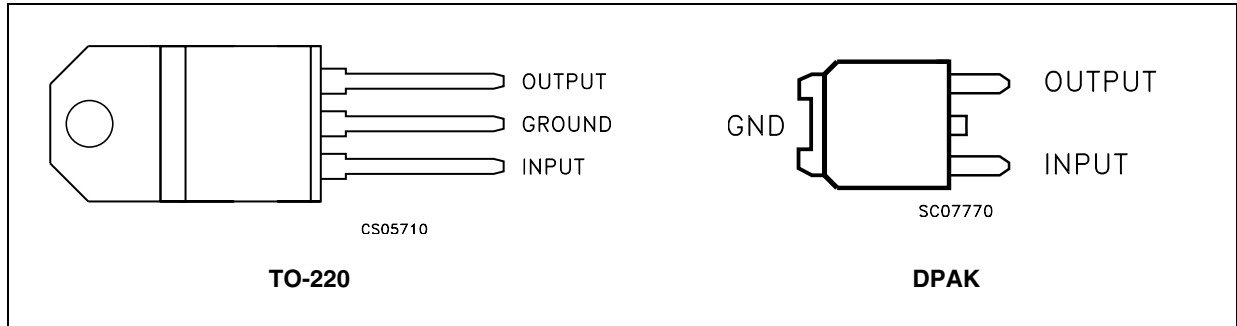 OUTPUT
GROUND
INPUT
CS05710
TO-220
GND
OUTPUT
INPUT
SC07770
DPAK